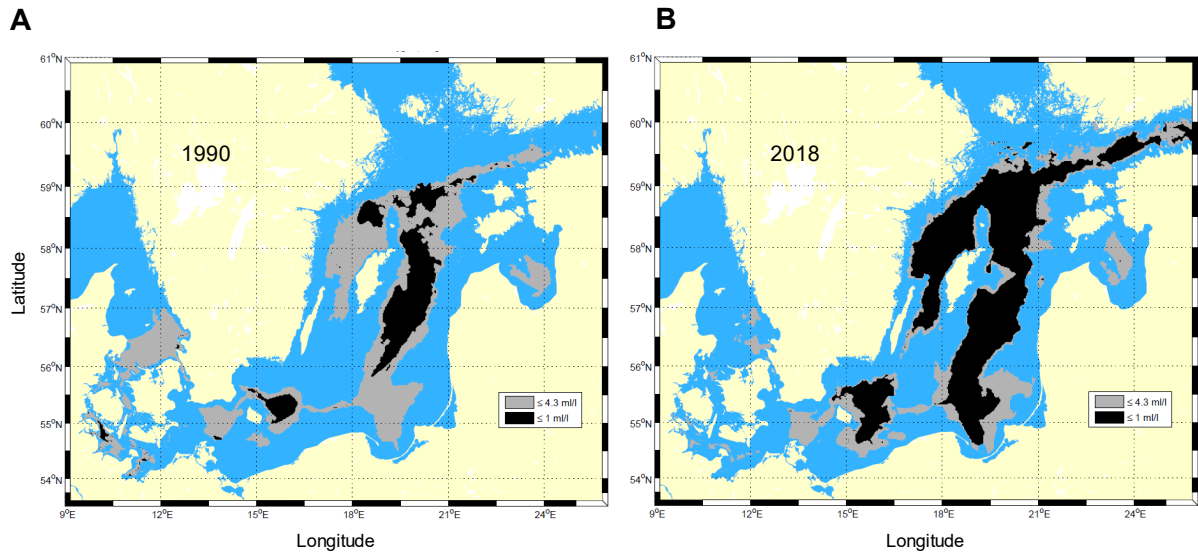 A
B
61°N
60°N
59°N
58°N
57°N
56°N
55°N
54°N
9°E
12°E
15°E
18°E
21°E
24°E
1990
≤ 4.3 ml/l
≤ 1 ml/l
Latitude
Longitude
61°N
60°N
59°N
58°N
57°N
56°N
55°N
54°N
9°E
12°E
15°E
18°E
21°E
24°E
2018
≤ 4.3 ml/l
≤ 1 ml/l
Longitude